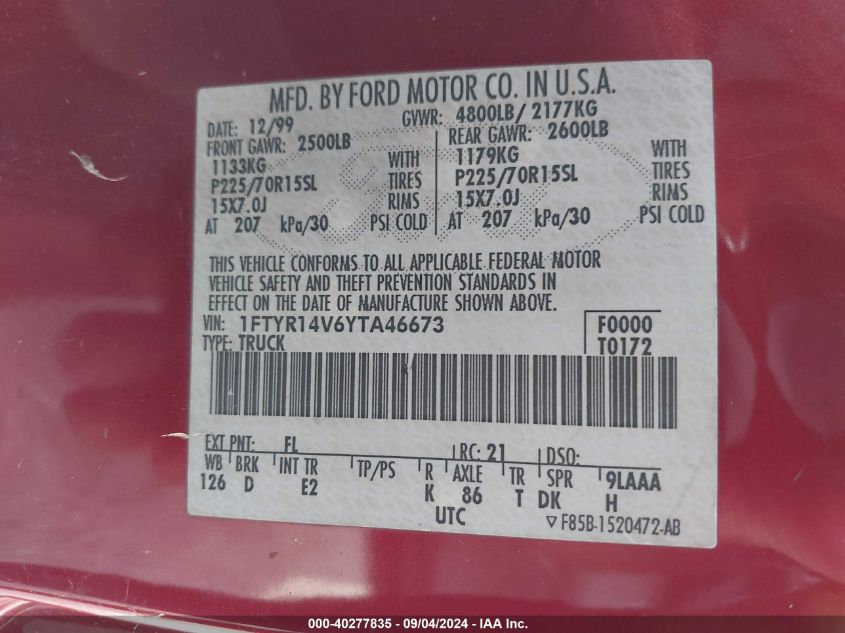 MFD. BY FORD MOTOR CO. IN U.S.A.
DATE: 12/99 GVWR: 4800LB/ 2177KG
FRONT GAWR: 2500LB REAR GAWR: 2600LB
1133KG WITH 1179KG WITH
P225/70R15SL TIRES P225/70R15SL TIRES
15X7.0J RIMS 15X7.0J RIMS
AT 207 kPa/30 PSI COLD AT 207 kPa/30 PSI COLD
THIS VEHICLE CONFORMS TO ALL APPLICABLE FEDERAL MOTOR
VEHICLE SAFETY AND THEFT PREVENTION STANDARDS IN
EFFECT ON THE DATE OF MANUFACTURE SHOWN ABOVE.
VIN: 1FTYR14V6YTA46673 F0000
TYPE: TRUCK T0172
EXT PNT: FL RC: 21 DSO:
WB BRK INT TR TP/PS R AXLE TR SPR 9LAAA
126 D E2 K 86 T DK H
UTC ▽F85B-1520472-AB
000-40277835 - 09/04/2024 - IAA Inc.